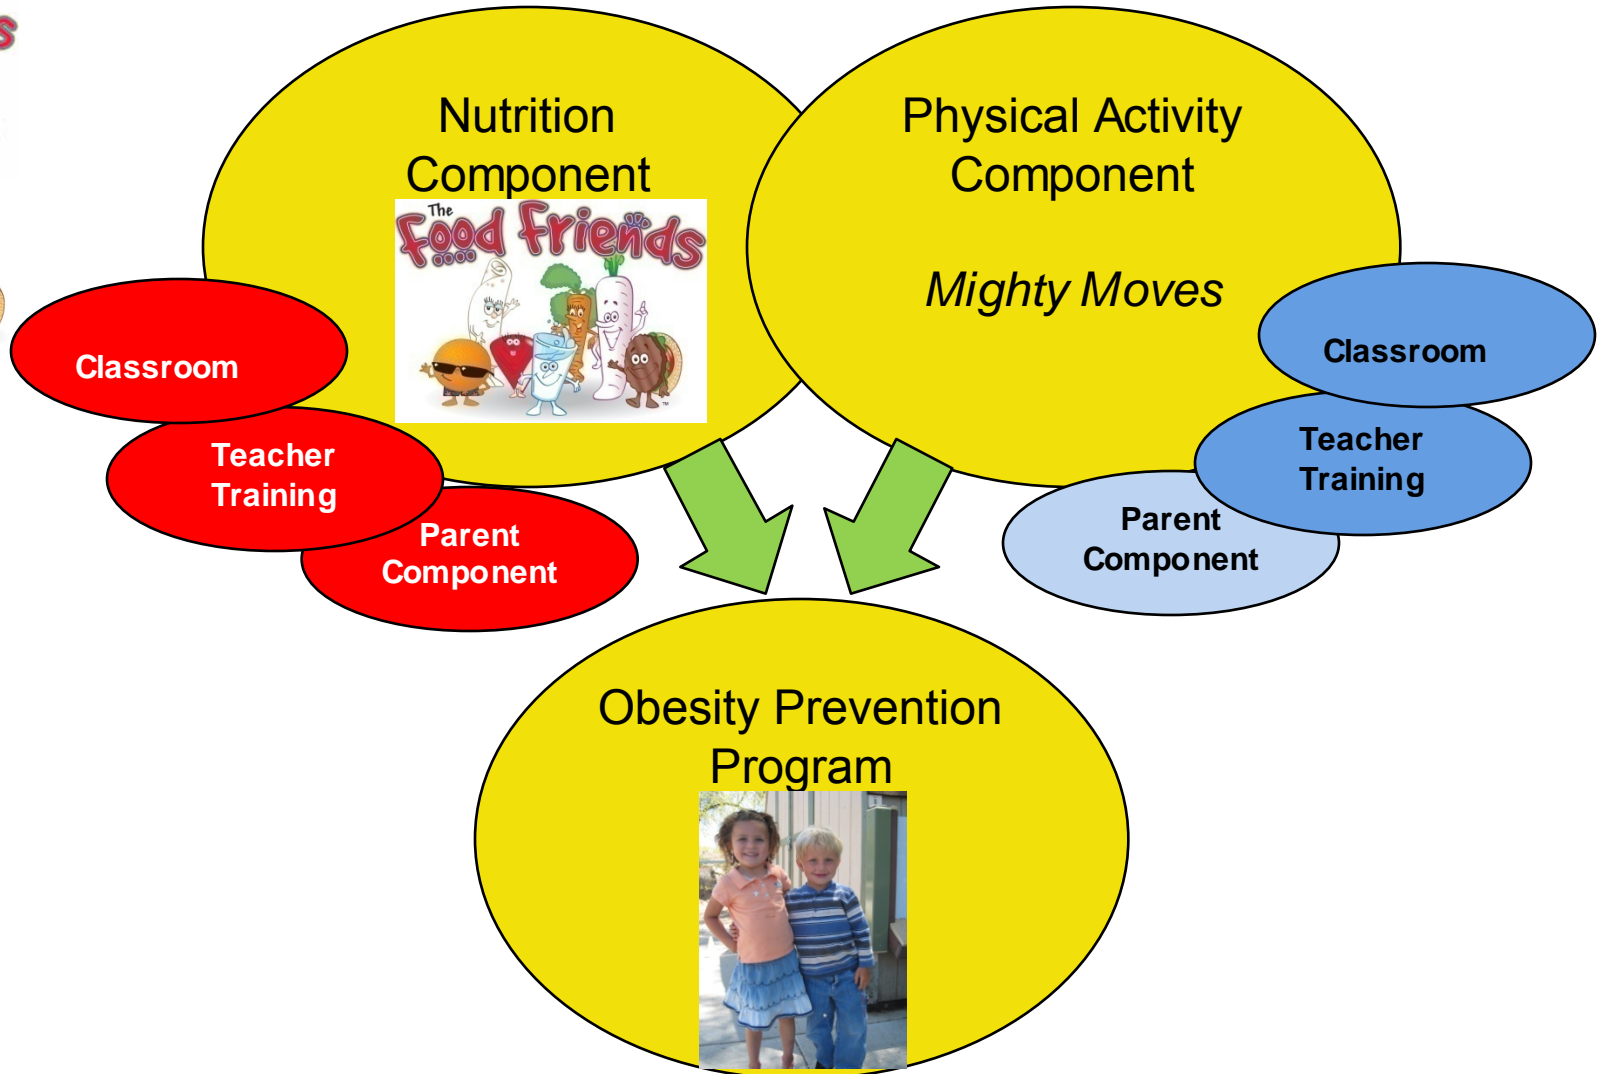 Nutrition
Component
The
Food Friends
TM
Physical Activity
Component
Mighty Moves
Classroom
Teacher
Training
Parent
Component
Classroom
Teacher
Training
Parent
Component
Obesity Prevention
Program